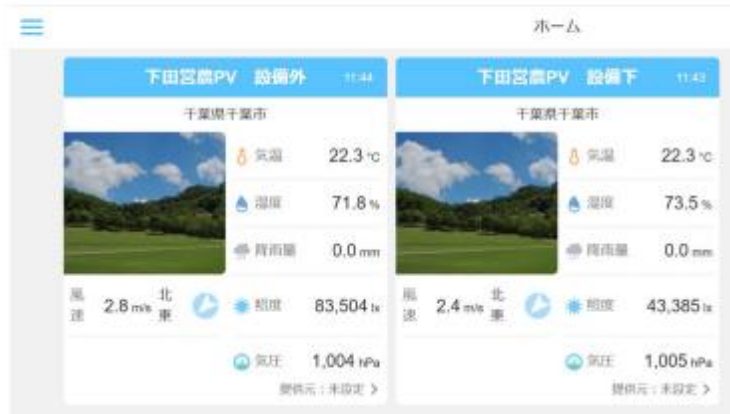 ホーム
下田営農PV 設備外 11:44
千葉県千葉市
気温 22.3 ℃
湿度 71.8 %
降雨量 0.0 mm
風速 2.8 m/s 北東
照度 83,504 lx
気圧 1,004 hPa
提供元：未設定 >
下田営農PV 設備下 11:43
千葉県千葉市
気温 22.3 ℃
湿度 73.5 %
降雨量 0.0 mm
風速 2.4 m/s 北東
照度 43,385 lx
気圧 1,005 hPa
提供元：未設定 >